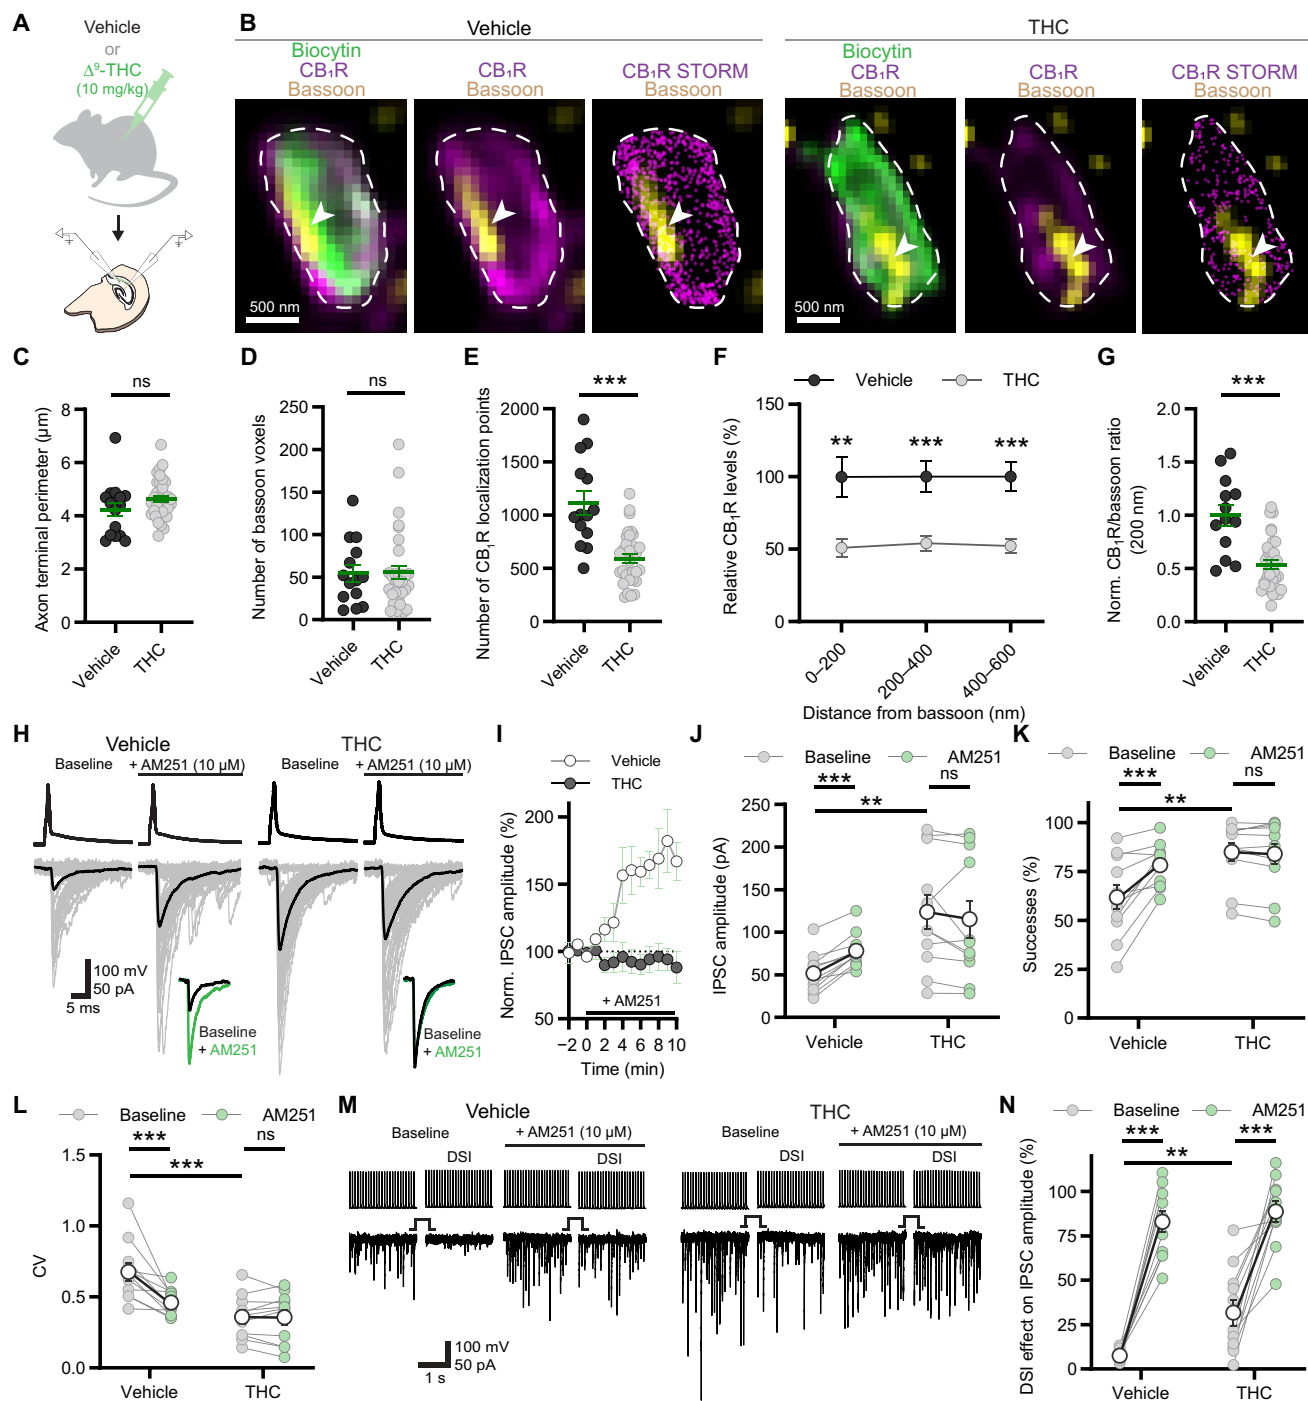 A
Vehicle
or
Δ⁹-THC
(10 mg/kg)
B
Vehicle
Biocytin
CB₁R
Bassoon
CB₁R
Bassoon
CB₁R STORM
Bassoon
500 nm
THC
Biocytin
CB₁R
Bassoon
CB₁R
Bassoon
CB₁R STORM
Bassoon
500 nm
C
ns
Axon terminal perimeter (µm)
8
6
4
2
0
Vehicle
THC
D
ns
Number of bassoon voxels
250
200
150
100
50
0
Vehicle
THC
E
***
Number of CB₁R localization points
2000
1500
1000
500
0
Vehicle
THC
F
Vehicle
THC
Relative CB₁R levels (%)
150
100
50
0
**
***
***
0–200
200–400
400–600
Distance from bassoon (nm)
G
***
Norm. CB₁R/bassoon ratio
(200 nm)
2.0
1.5
1.0
0.5
0.0
Vehicle
THC
H
Vehicle
THC
Baseline
+ AM251 (10 µM)
Baseline
+ AM251 (10 µM)
100 mV
50 pA
5 ms
Baseline
+ AM251
Baseline
+ AM251
I
Vehicle
THC
Norm. IPSC amplitude (%)
200
150
100
50
+ AM251
−2 0 2 4 6 8 10
Time (min)
J
Baseline
AM251
***
ns
**
IPSC amplitude (pA)
250
200
150
100
50
0
Vehicle
THC
K
Baseline
AM251
***
ns
**
Successes (%)
100
75
50
25
0
Vehicle
THC
L
Baseline
AM251
***
ns
***
CV
1.5
1.0
0.5
0.0
Vehicle
THC
M
Vehicle
THC
Baseline
+ AM251 (10 µM)
Baseline
+ AM251 (10 µM)
DSI
DSI
DSI
DSI
100 mV
50 pA
1 s
N
Baseline
AM251
***
***
**
DSI effect on IPSC amplitude (%)
100
75
50
25
0
Vehicle
THC